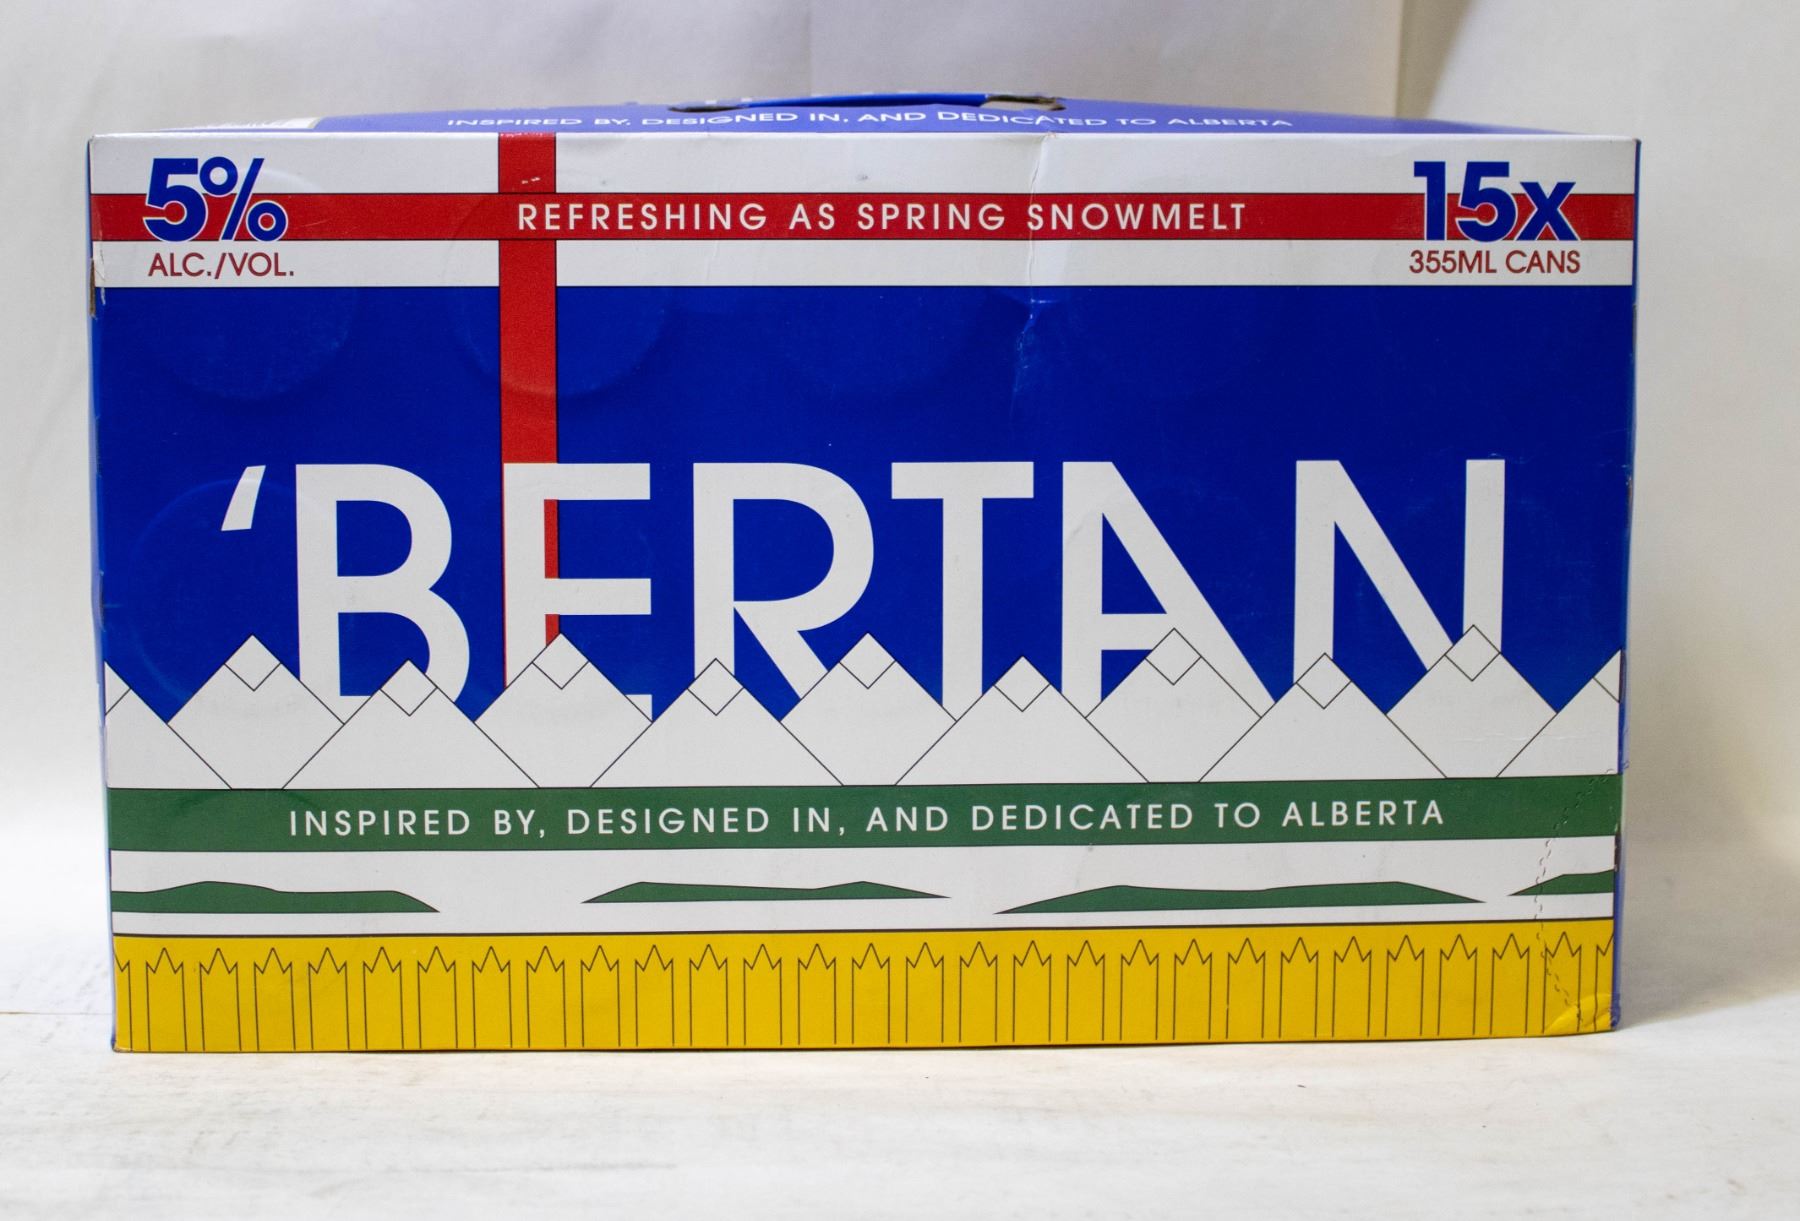 INSPIRED BY, DESIGNED IN, AND DEDICATED TO ALBERTA
5%
ALC./VOL.
REFRESHING AS SPRING SNOWMELT
15x
355ML CANS
‘BERTAN
INSPIRED BY, DESIGNED IN, AND DEDICATED TO ALBERTA